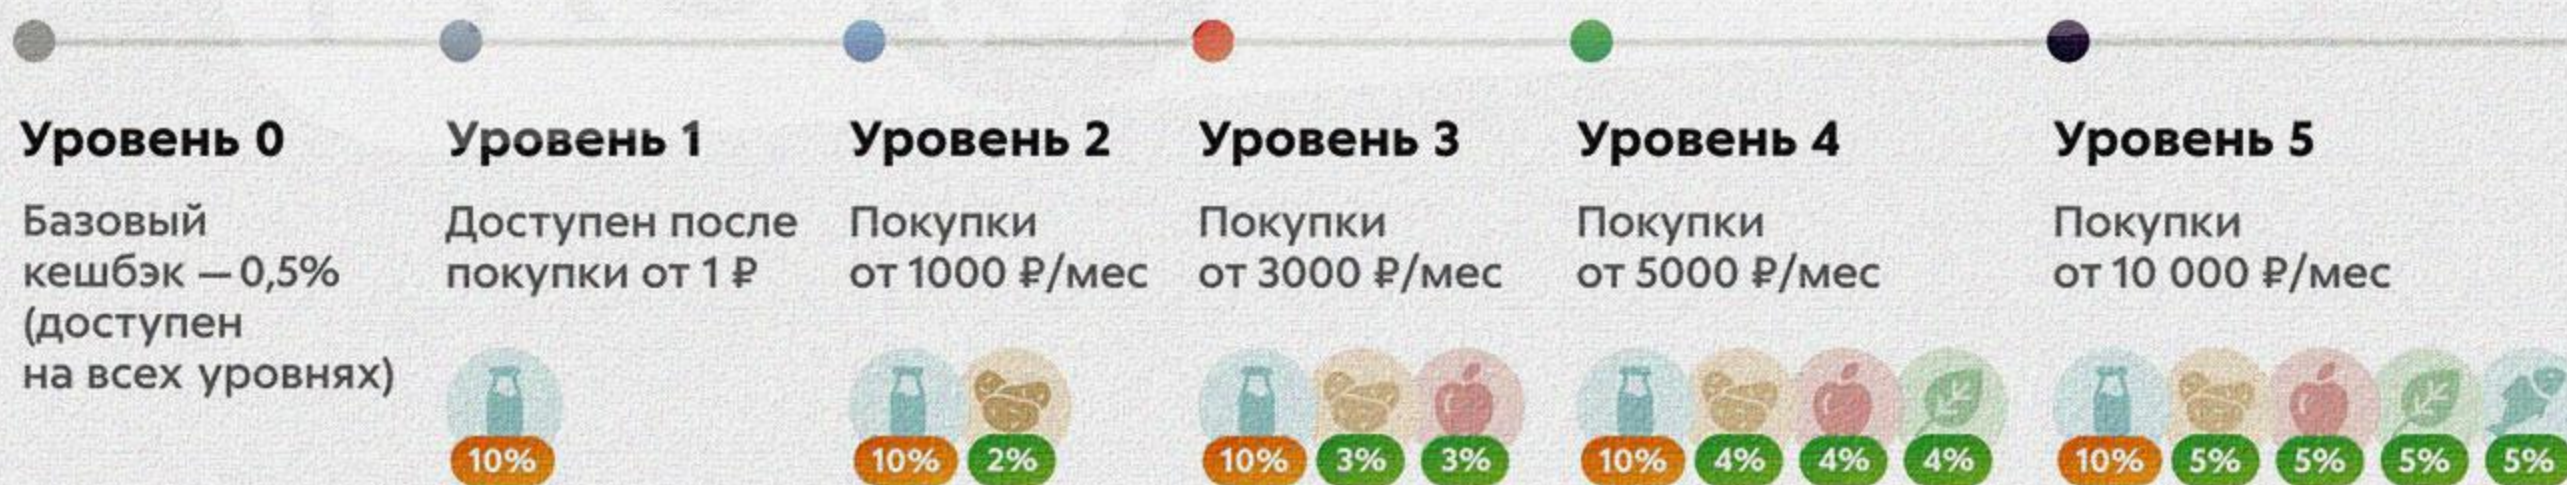 Уровень 0
Базовый
кешбэк — 0,5%
(доступен
на всех уровнях)
Уровень 1
Доступен после
покупки от 1 ₽
10%
Уровень 2
Покупки
от 1000 ₽/мес
10% 2%
Уровень 3
Покупки
от 3000 ₽/мес
10% 3% 3%
Уровень 4
Покупки
от 5000 ₽/мес
10% 4% 4% 4%
Уровень 5
Покупки
от 10 000 ₽/мес
10% 5% 5% 5% 5%